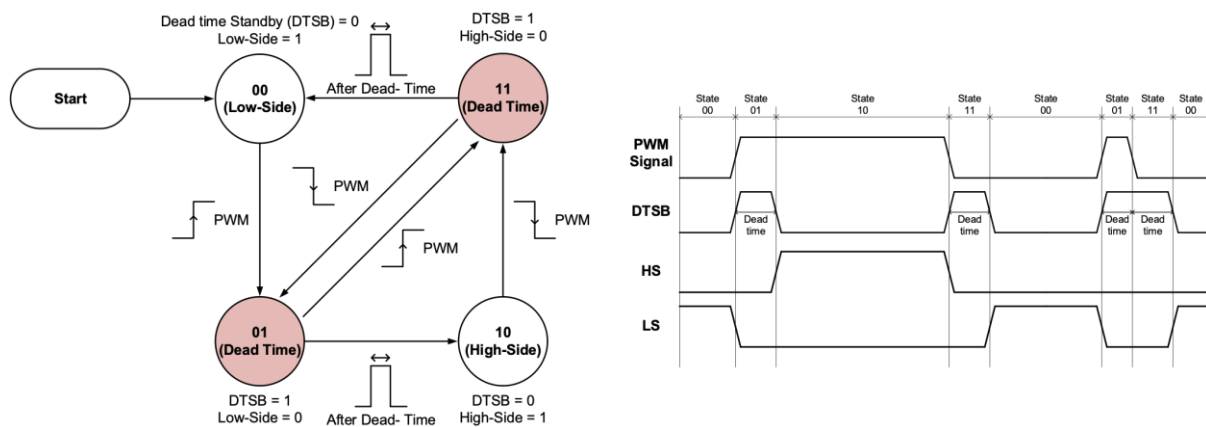 Dead time Standby (DTSB) = 0
Low-Side = 1
DTSB = 1
High-Side = 0
Start
00
(Low-Side)
After Dead- Time
11
(Dead Time)
PWM
PWM
PWM
PWM
01
(Dead Time)
10
(High-Side)
DTSB = 1
Low-Side = 0
After Dead- Time
DTSB = 0
High-Side = 1
State
00
State
01
State
10
State
11
State
00
State
01
State
11
State
00
PWM
Signal
DTSB
Dead
time
Dead
time
Dead
time
Dead
time
HS
LS